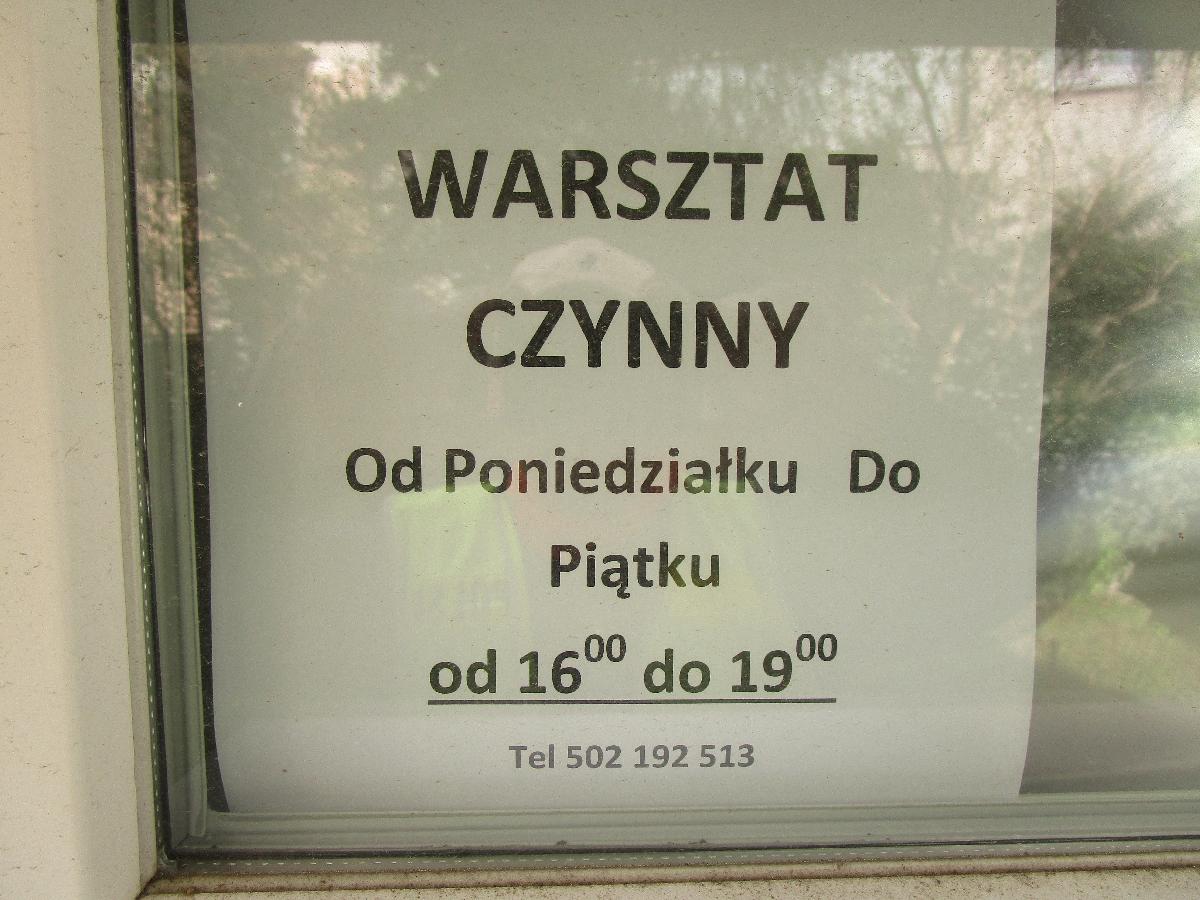 WARSZTAT
CZYNNY
Od Poniedziałku Do
Piątku
od 16⁰⁰ do 19⁰⁰
Tel 502 192 513